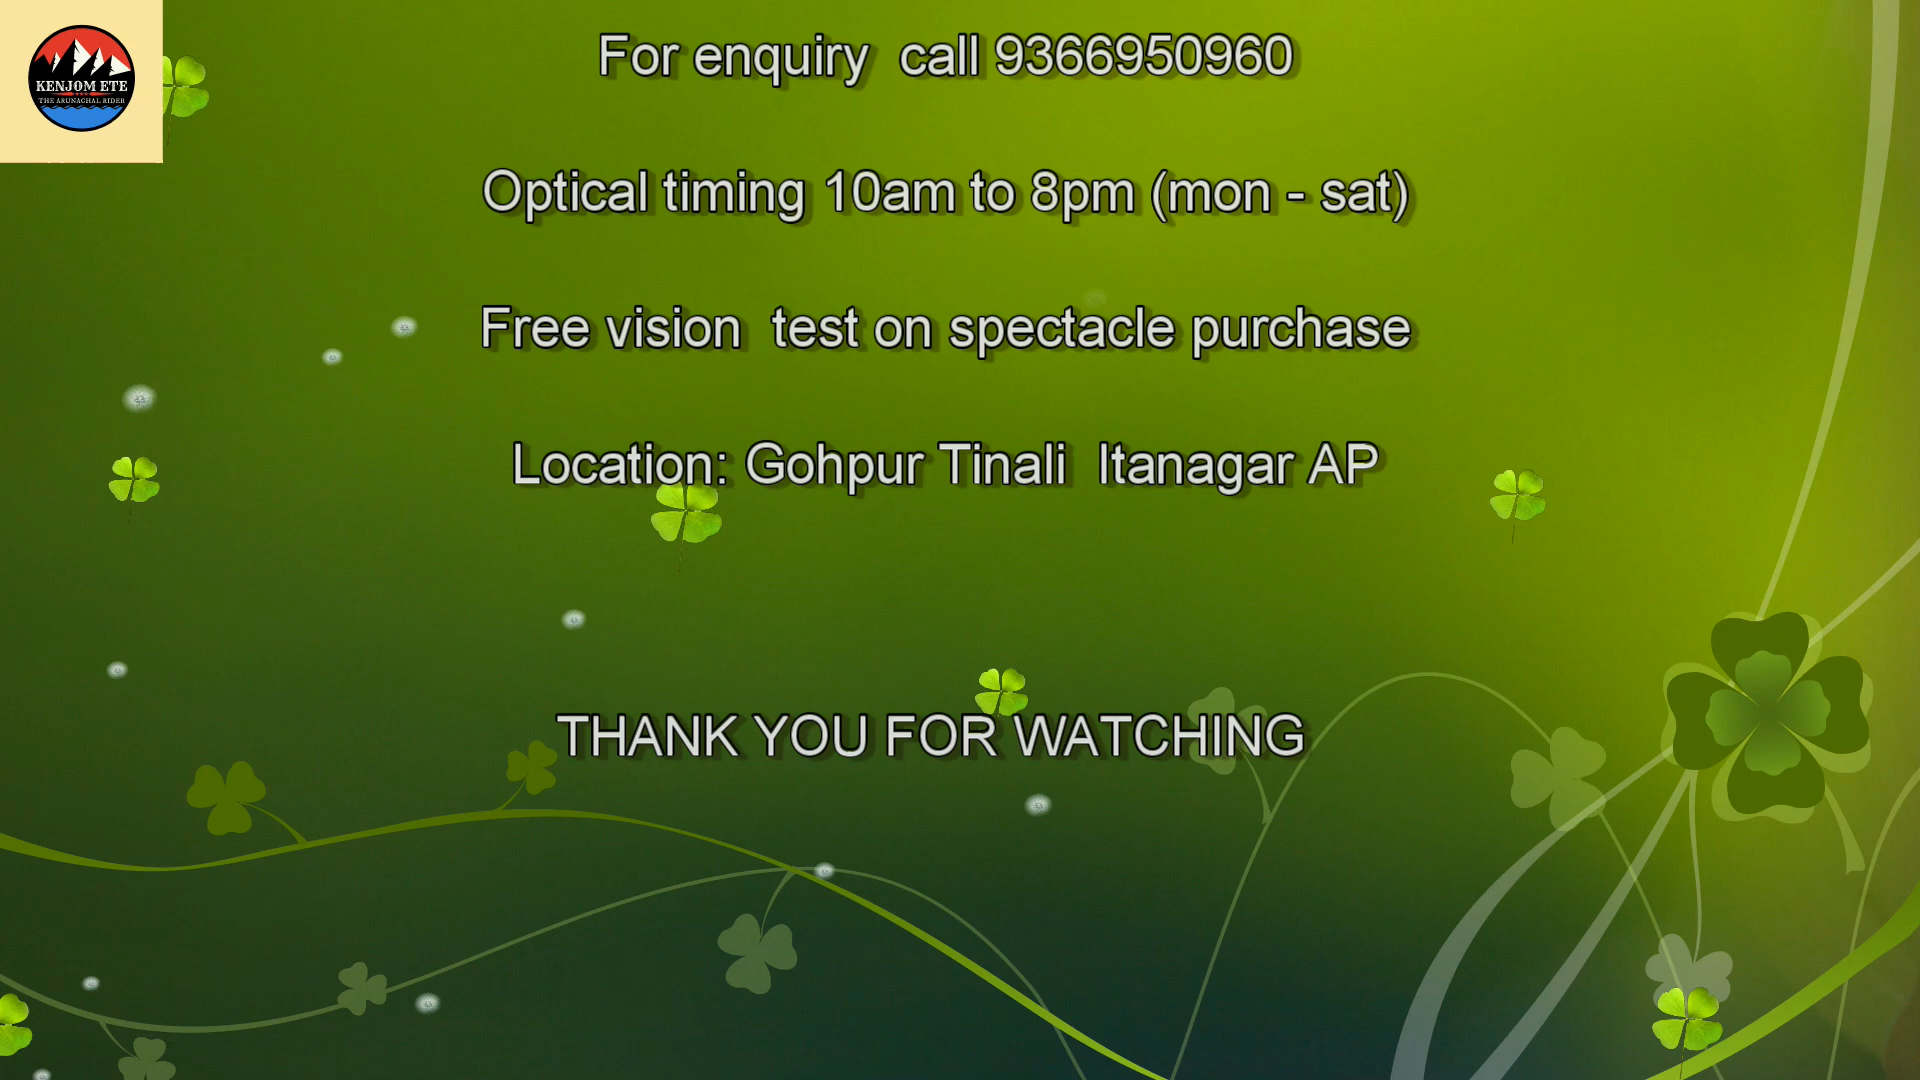 KENJOM ETE
THE ARUNACHAL RIDER
For enquiry  call 9366950960
Optical timing 10am to 8pm (mon - sat)
Free vision  test on spectacle purchase
Location: Gohpur Tinali  Itanagar AP
THANK YOU FOR WATCHING